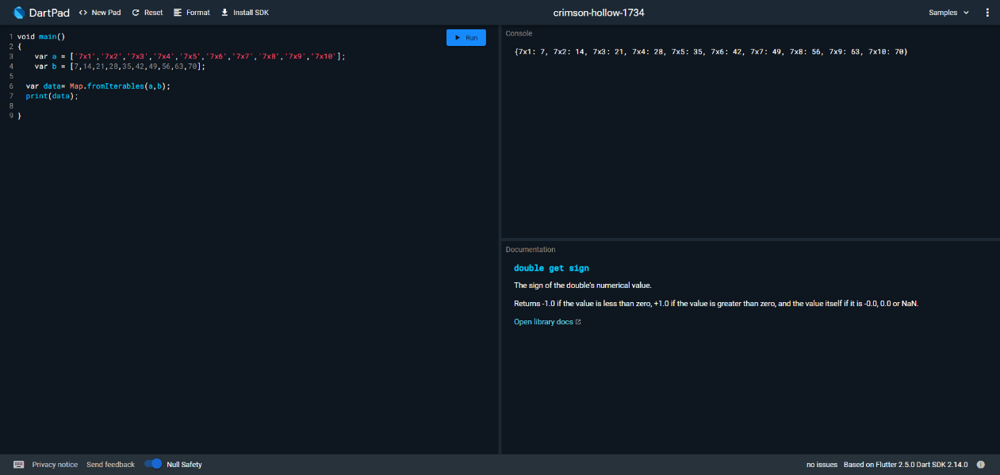 DartPad <> New Pad Reset Format Install SDK crimson-hollow-1734 Samples
1 void main()
2 {
3 var a = ['7x1','7x2','7x3','7x4','7x5','7x6','7x7','7x8','7x9','7x10'];
4 var b = [7,14,21,28,35,42,49,56,63,70];
5
6 var data= Map.fromIterables(a,b);
7 print(data);
8
9 }
Run
Console
{7x1: 7, 7x2: 14, 7x3: 21, 7x4: 28, 7x5: 35, 7x6: 42, 7x7: 49, 7x8: 56, 7x9: 63, 7x10: 70}
Documentation
double get sign
The sign of the double's numerical value.
Returns -1.0 if the value is less than zero, +1.0 if the value is greater than zero, and the value itself if it is -0.0, 0.0 or NaN.
Open library docs
Privacy notice Send feedback Null Safety no issues Based on Flutter 2.5.0 Dart SDK 2.14.0